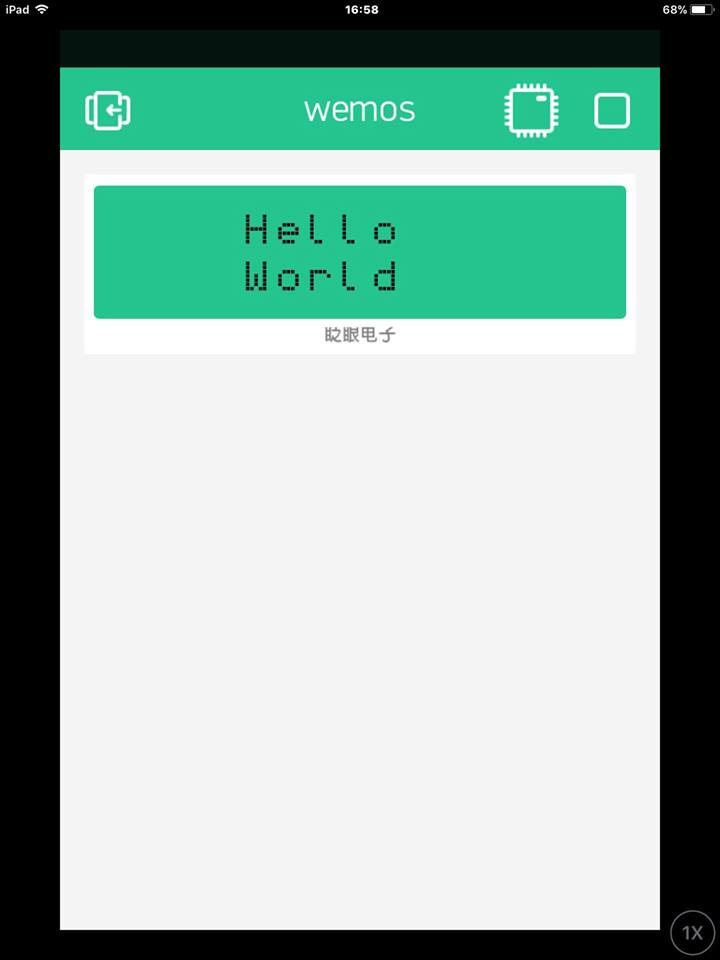 iPad 16:58 68%
wemos
Hello
World
眨眼电子
1X